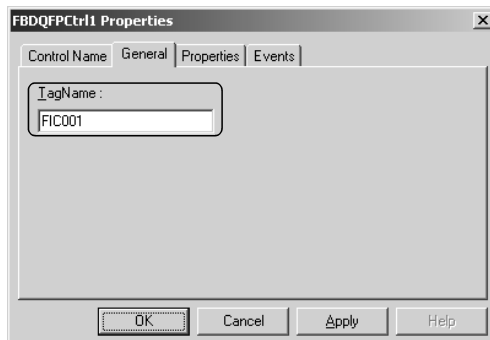 FBDQFPCtrl1 Properties
Control Name General Properties Events
TagName :
FIC001
OK Cancel Apply Help